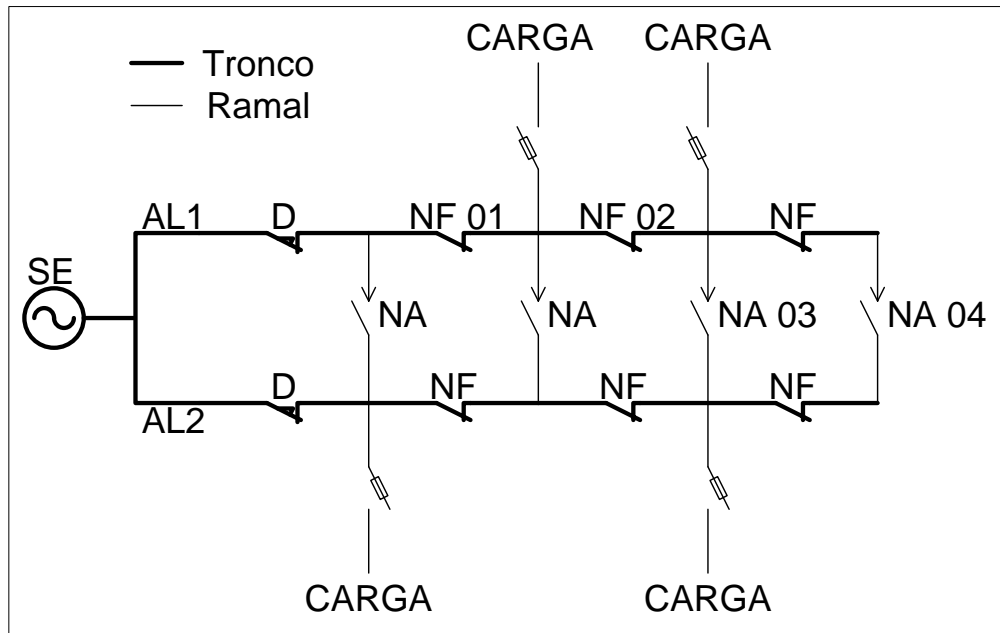 CARGA CARGA
Tronco
Ramal
AL1 D NF 01 NF 02 NF
SE
NA NA NA 03 NA 04
D NF NF NF
AL2
CARGA CARGA